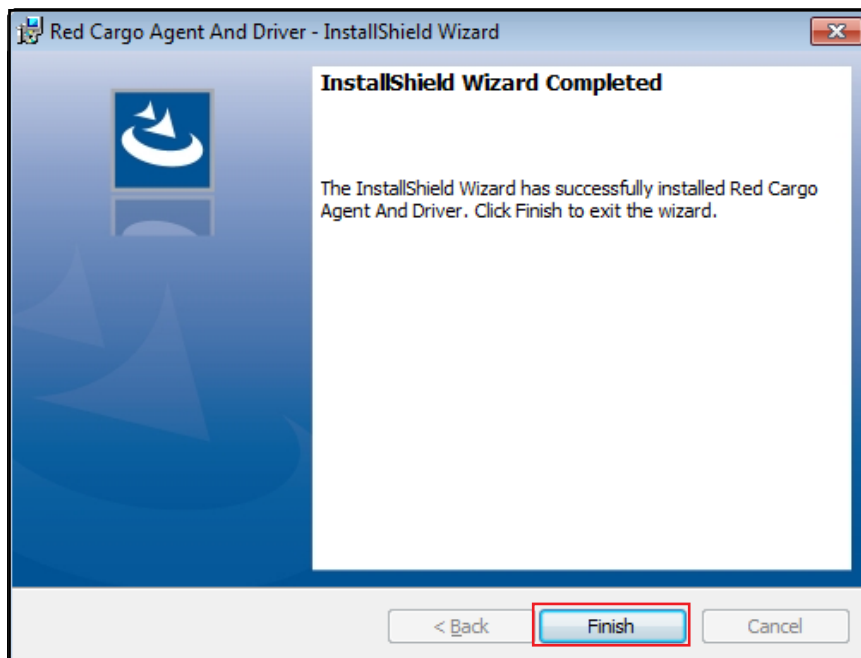 Red Cargo Agent And Driver - InstallShield Wizard
InstallShield Wizard Completed
The InstallShield Wizard has successfully installed Red Cargo
Agent And Driver. Click Finish to exit the wizard.
< Back Finish Cancel